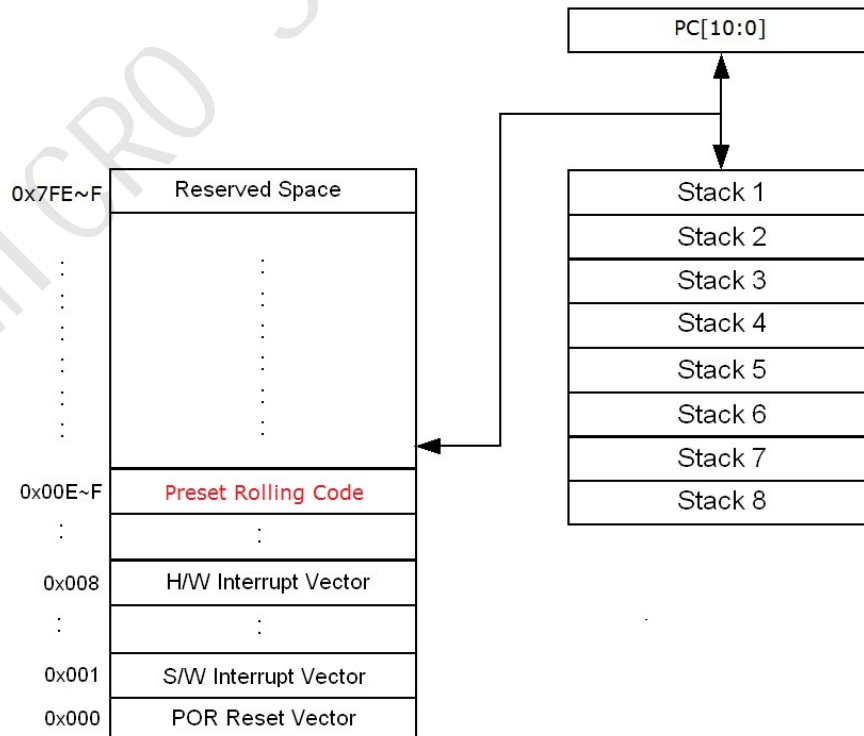 PC[10:0]
MICRO
0x7FE~F Reserved Space
: :
: :
: :
: :
: :
: :
0x00E~F Preset Rolling Code
: :
0x008 H/W Interrupt Vector
: :
0x001 S/W Interrupt Vector
0x000 POR Reset Vector
Stack 1
Stack 2
Stack 3
Stack 4
Stack 5
Stack 6
Stack 7
Stack 8